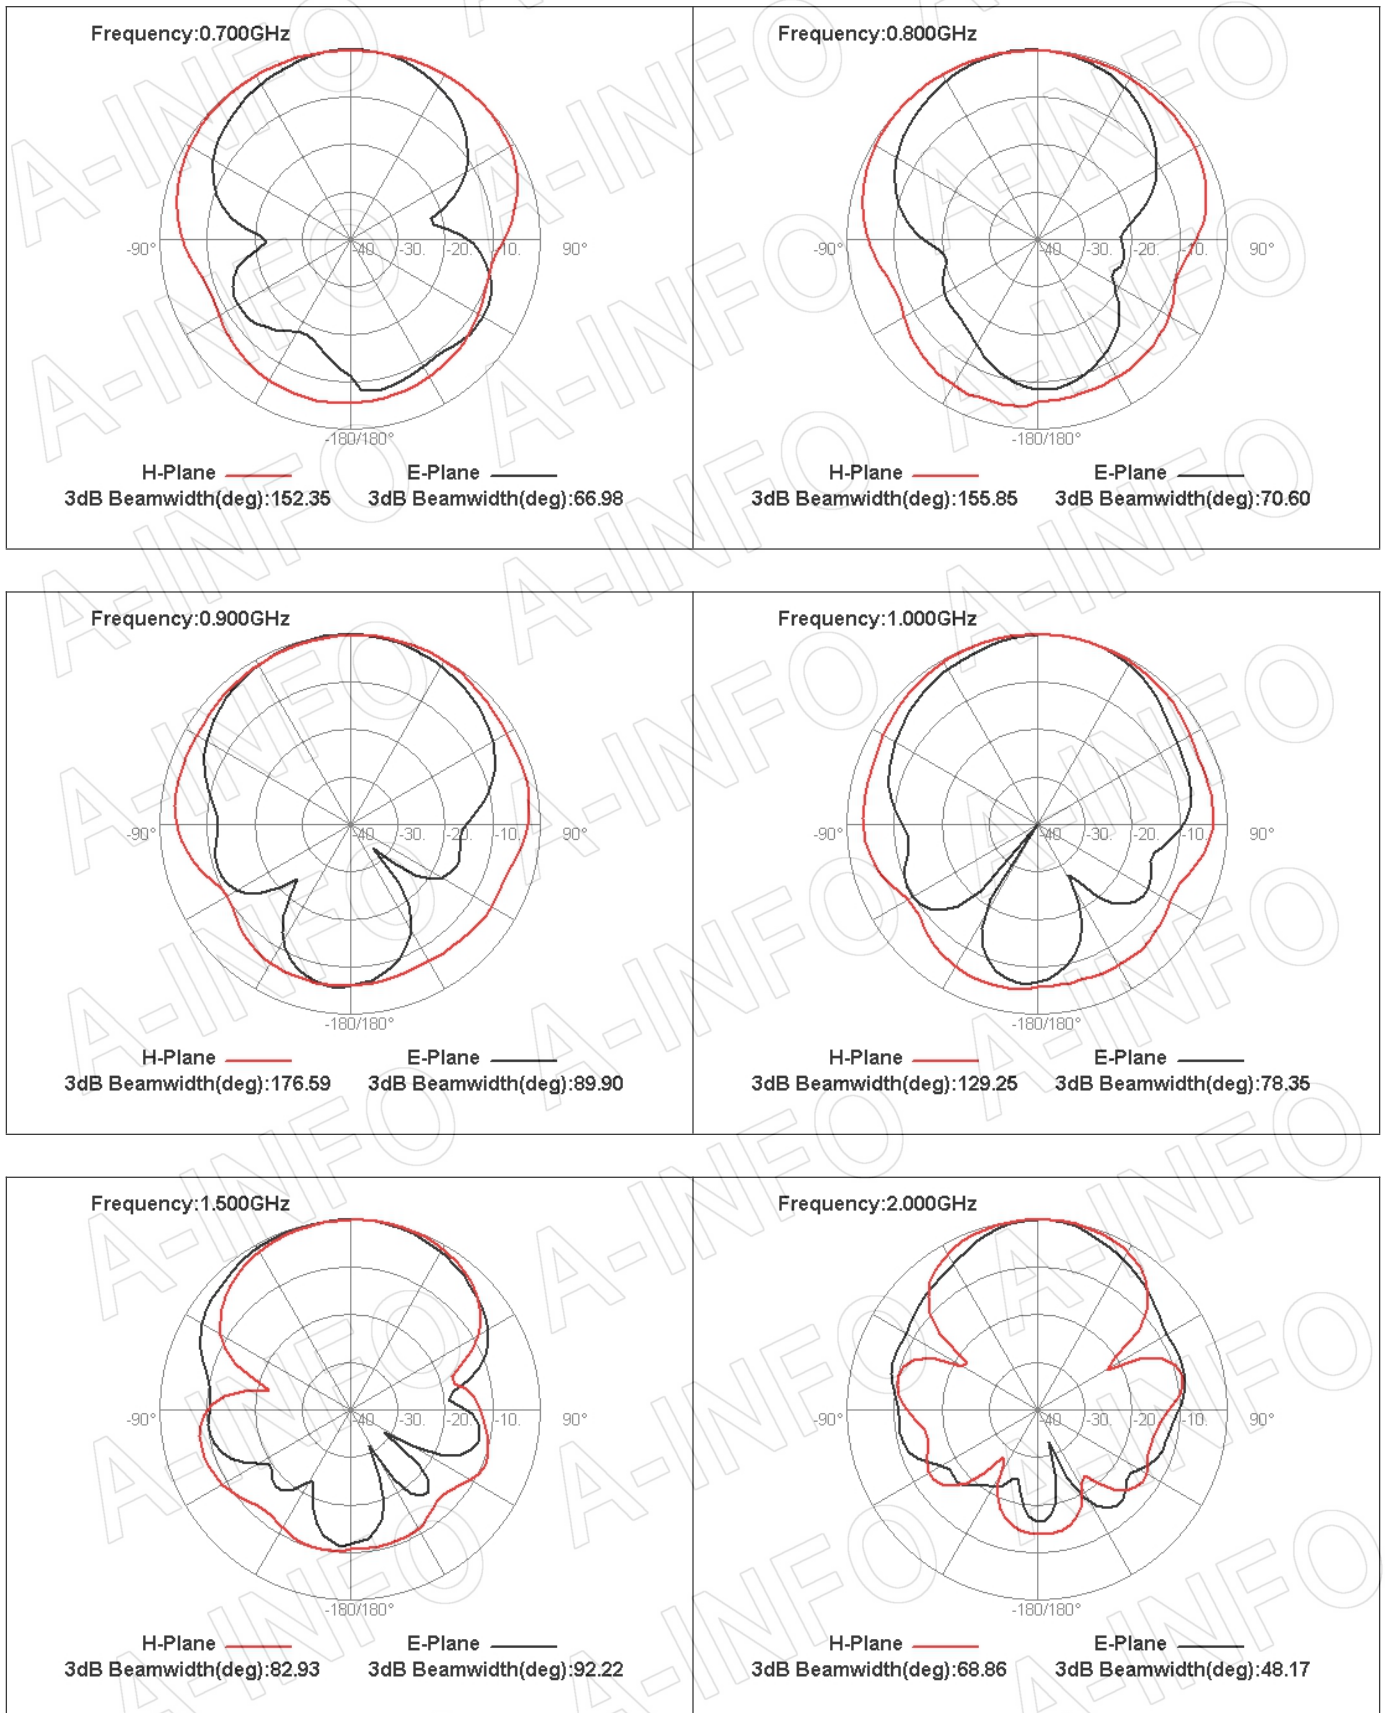 Frequency:0.700GHz
-90°
-40
-30.
-20.
-10.
90°
-180/180°
H-Plane
E-Plane
3dB Beamwidth(deg):152.35
3dB Beamwidth(deg):66.98
Frequency:0.800GHz
-90°
-40
-30.
-20
-10.
90°
-180/180°
H-Plane
E-Plane
3dB Beamwidth(deg):155.85
3dB Beamwidth(deg):70.60
Frequency:0.900GHz
-90°
-40
-30.
-20.
-10.
90°
-180/180°
H-Plane
E-Plane
3dB Beamwidth(deg):176.59
3dB Beamwidth(deg):89.90
Frequency:1.000GHz
-90°
-40
-30.
-20.
-10.
90°
-180/180°
H-Plane
E-Plane
3dB Beamwidth(deg):129.25
3dB Beamwidth(deg):78.35
Frequency:1.500GHz
-90°
-40
-30.
-20.
-10.
90°
-180/180°
H-Plane
E-Plane
3dB Beamwidth(deg):82.93
3dB Beamwidth(deg):92.22
Frequency:2.000GHz
-90°
-40
-30.
-20
-10.
90°
-180/180°
H-Plane
E-Plane
3dB Beamwidth(deg):68.86
3dB Beamwidth(deg):48.17
A-INFO